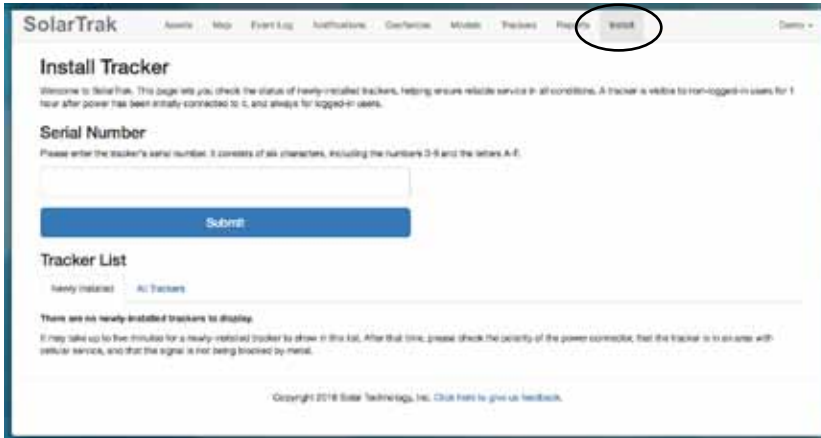 SolarTrak Assets Map Event Log Notifications Geofences Models Trackers Reports Install Demo
Install Tracker
Welcome to SolarTrak. This page lets you check the status of newly-installed trackers, helping ensure reliable service in all conditions. A tracker is visible to non-logged-in users for 1
hour after power has been initially connected to it, and always for logged-in users.
Serial Number
Please enter the tracker's serial number. It consists of six characters, including the numbers 0-9 and the letters A-F.
Submit
Tracker List
Newly Installed All Trackers
There are no newly-installed trackers to display.
It may take up to five minutes for a newly-installed tracker to show in this list. After that time, please check the polarity of the power connector, that the tracker is in an area with
cellular service, and that the signal is not being blocked by metal.
Copyright 2016 Solar Technology, Inc. Click here to give us feedback.